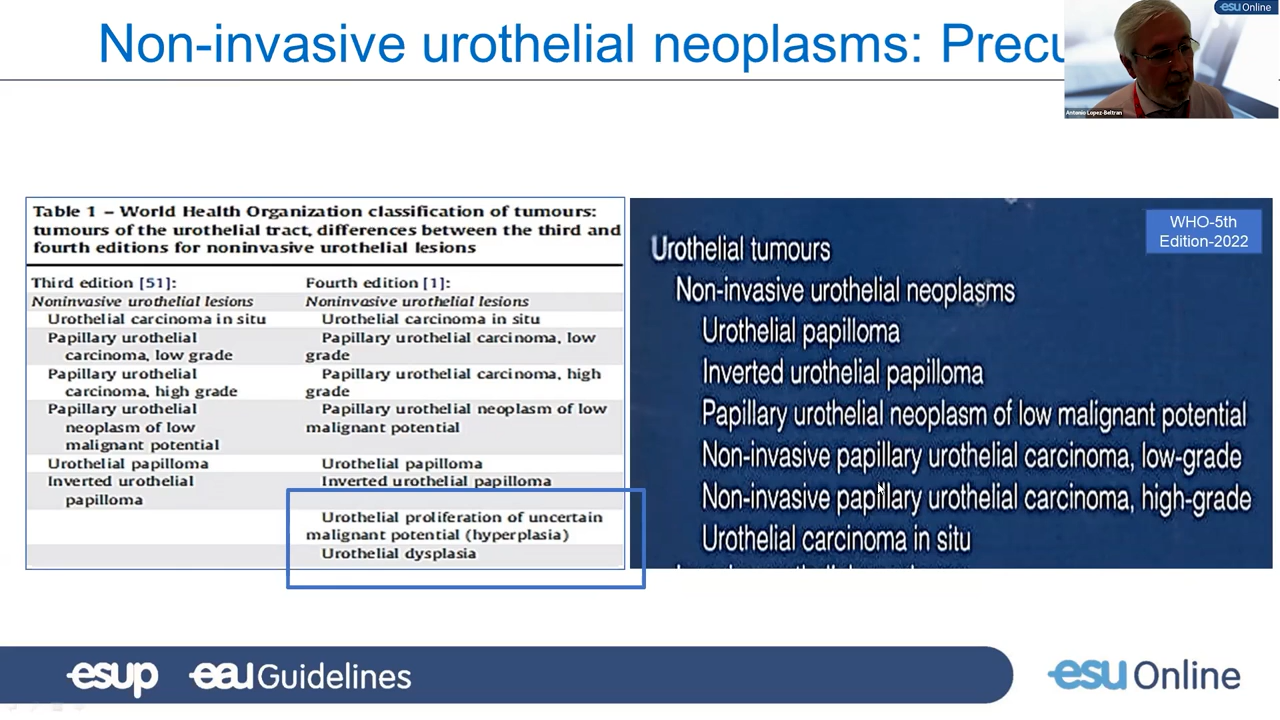 Non-invasive urothelial neoplasms: Precu
esu Online
Antonio Lopez-Beltran
Table 1 – World Health Organization classification of tumours:
tumours of the urothelial tract, differences between the third and
fourth editions for noninvasive urothelial lesions
Third edition [51]: Fourth edition [1]:
Noninvasive urothelial lesions Noninvasive urothelial lesions
Urothelial carcinoma in situ Urothelial carcinoma in situ
Papillary urothelial Papillary urothelial carcinoma, low
carcinoma, low grade grade
Papillary urothelial Papillary urothelial carcinoma, high
carcinoma, high grade grade
Papillary urothelial Papillary urothelial neoplasm of low
neoplasm of low malignant potential
malignant potential
Urothelial papilloma Urothelial papilloma
Inverted urothelial Inverted urothelial papilloma
papilloma
Urothelial proliferation of uncertain
malignant potential (hyperplasia)
Urothelial dysplasia
WHO-5th
Edition-2022
Urothelial tumours
Non-invasive urothelial neoplasms
Urothelial papilloma
Inverted urothelial papilloma
Papillary urothelial neoplasm of low malignant potential
Non-invasive papillary urothelial carcinoma, low-grade
Non-invasive papillary urothelial carcinoma, high-grade
Urothelial carcinoma in situ
esup eau Guidelines
esu Online